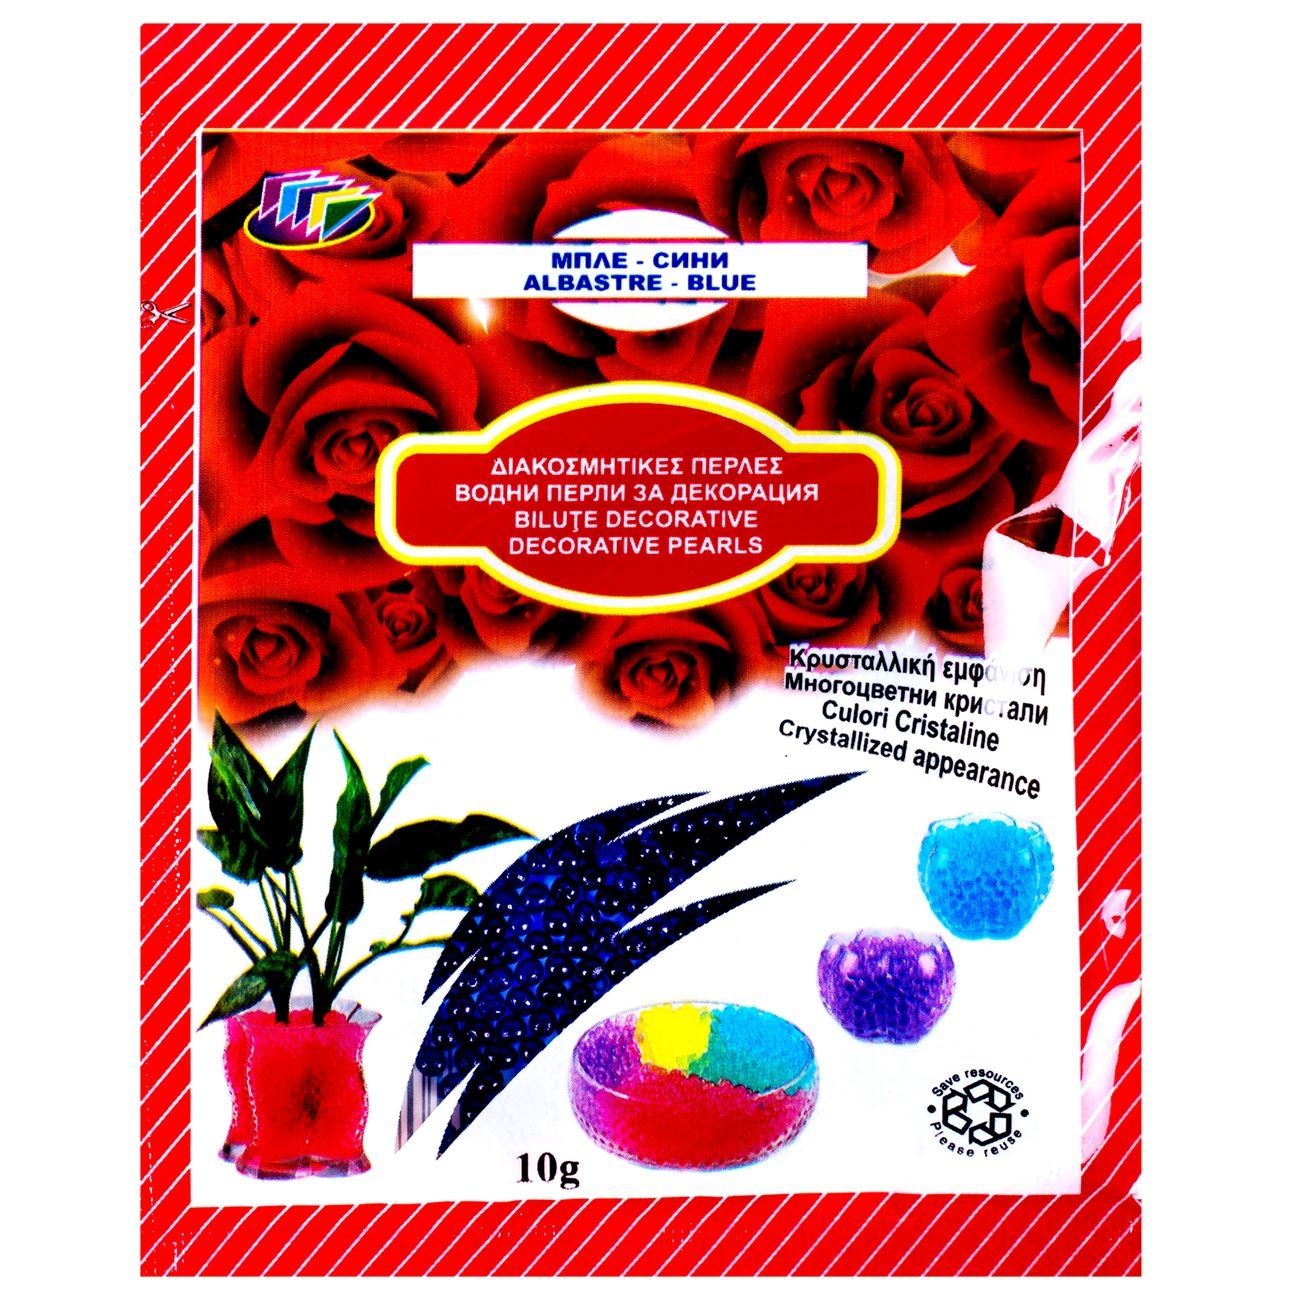 ΜΠΛΕ - СИНИ
ALBASTRE - BLUE
ΔΙΑΚΟΣΜΗΤΙΚΕΣ ΠΕΡΛΕΣ
ВОДНИ ПЕРЛИ ЗА ДЕКОРАЦИЯ
BILUŢE DECORATIVE
DECORATIVE PEARLS
Κρυσταλλική εμφάνιση
Многоцветни кристали
Culori Cristaline
Crystallized appearance
10g
Save resources
Please reuse